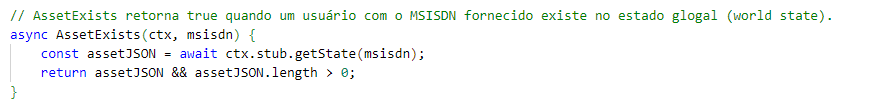 // AssetExists retorna true quando um usuário com o MSISDN fornecido existe no estado glogal (world state).
async AssetExists(ctx, msisdn) {
    const assetJSON = await ctx.stub.getState(msisdn);
    return assetJSON && assetJSON.length > 0;
}